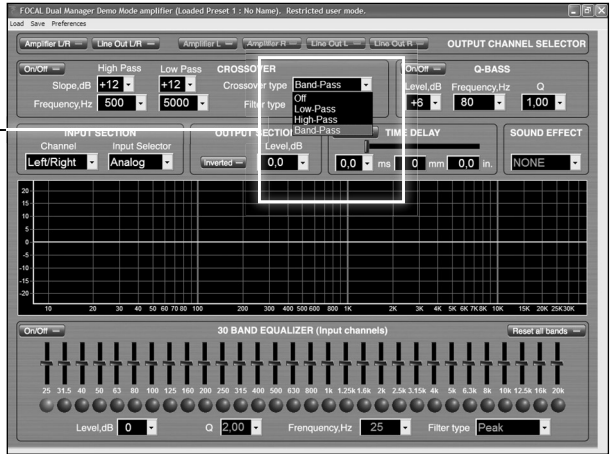 FOCAL Dual Manager Demo Mode amplifier (Loaded Preset 1 : No Name). Restricted user mode.
Load Save Preferences
Amplifier L/R Line Out L/R Amplifier L Amplifier R Line Out L Line Out R OUTPUT CHANNEL SELECTOR
On/Off High Pass Low Pass CROSSOVER On/Off Q-BASS
Slope,dB +12 +12 Crossover type Band-Pass Level,dB Frequency,Hz Q
Off
Low-Pass
High-Pass
Band-Pass
Frequency,Hz 500 5000 Filter type +6 80 1,00
INPUT SECTION OUTPUT SECTION TIME DELAY SOUND EFFECT
Channel Input Selector Level,dB
Left/Right Analog Inverted 0,0 0,0 ms 0 mm 0,0 in. NONE
20
15
10
5
0
-5
-10
-15
-20
10 20 30 40 50 60 70 80 100 200 300 400 500 600 800 1K 2K 3K 4K 5K 6K 7K 8K 10K 15K 20K 25K 30K
On/Off 30 BAND EQUALIZER (Input channels) Reset all bands
25 31.5 40 50 63 80 100 125 160 200 250 315 400 500 630 800 1k 1.25k 1.6k 2k 2.5k 3.15k 4k 5k 6.3k 8k 10k 12.5k 16k 20k
Level,dB 0 Q 2,00 Frenquency,Hz 25 Filter type Peak